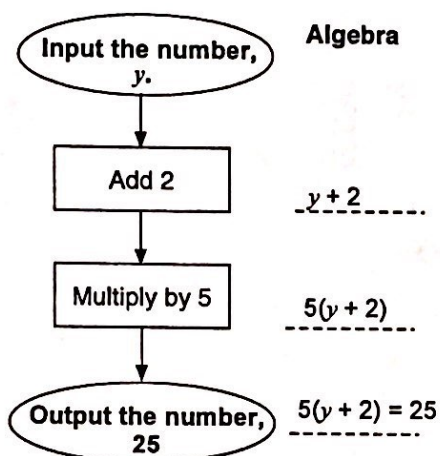 Input the number,
y.
Algebra
Add 2
y + 2
Multiply by 5
5(y + 2)
Output the number,
25
5(y + 2) = 25